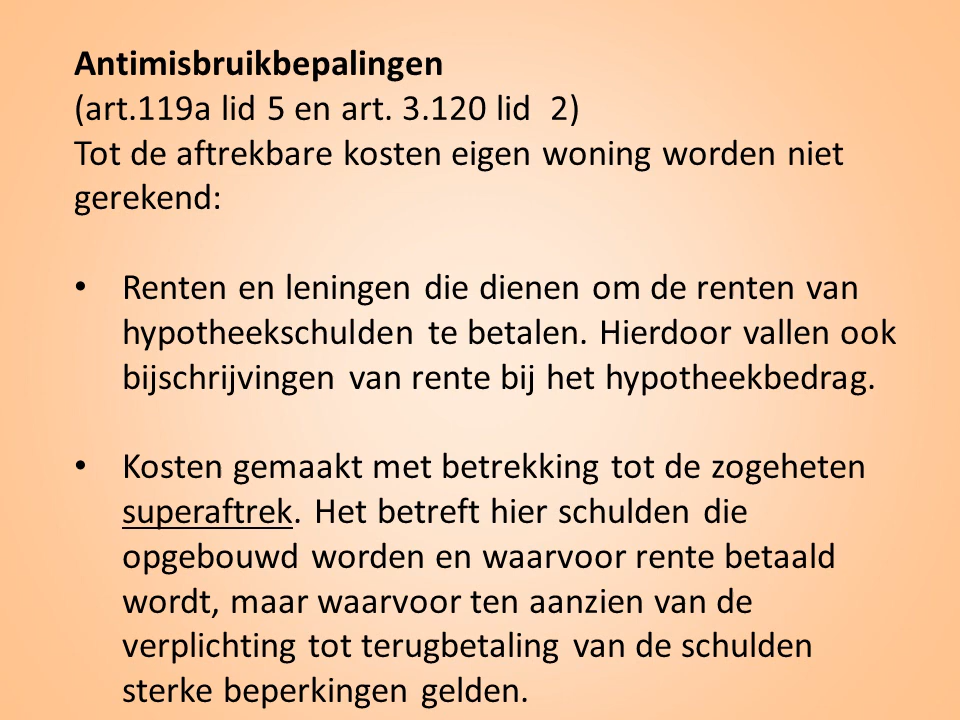 Antimisbruikbepalingen
(art.119a lid 5 en art. 3.120 lid 2)
Tot de aftrekbare kosten eigen woning worden niet
gerekend:
• Renten en leningen die dienen om de renten van
hypotheekschulden te betalen. Hierdoor vallen ook
bijschrijvingen van rente bij het hypotheekbedrag.
• Kosten gemaakt met betrekking tot de zogeheten
superaftrek. Het betreft hier schulden die
opgebouwd worden en waarvoor rente betaald
wordt, maar waarvoor ten aanzien van de
verplichting tot terugbetaling van de schulden
sterke beperkingen gelden.